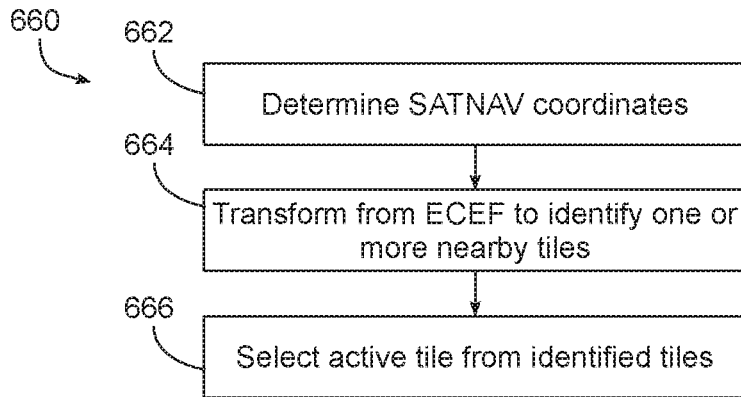 660
662
Determine SATNAV coordinates
664
Transform from ECEF to identify one or
more nearby tiles
666
Select active tile from identified tiles